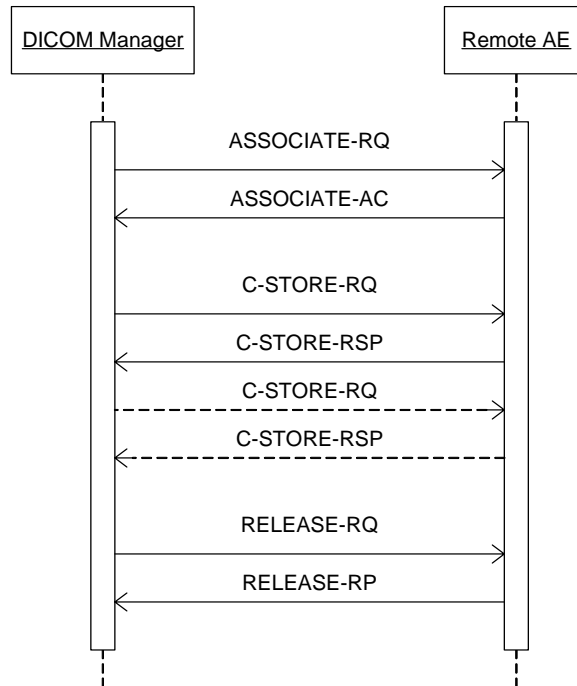 DICOM Manager
Remote AE
ASSOCIATE-RQ
ASSOCIATE-AC
C-STORE-RQ
C-STORE-RSP
C-STORE-RQ
C-STORE-RSP
RELEASE-RQ
RELEASE-RP